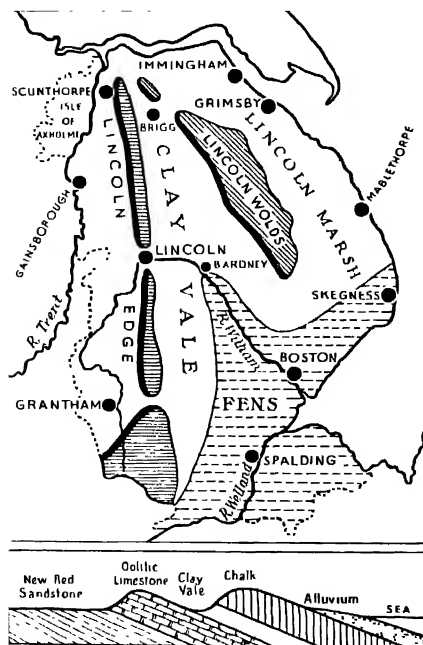 IMMINGHAM
SCUNTHORPE
ISLE
OF
AXHOLME
GRIMSBY
BRIGG
LINCOLN
CLAY
LINCOLN WOLDS
LINCOLN MARSH
MABLETHORPE
GAINSBOROUGH
LINCOLN
BARDNEY
SKEGNESS
R. Trent
EDGE
VALE
R. Witham
BOSTON
GRANTHAM
FENS
SPALDING
R. Welland
New Red
Sandstone
Oolitic
Limestone
Clay
Vale
Chalk
Alluvium
SEA